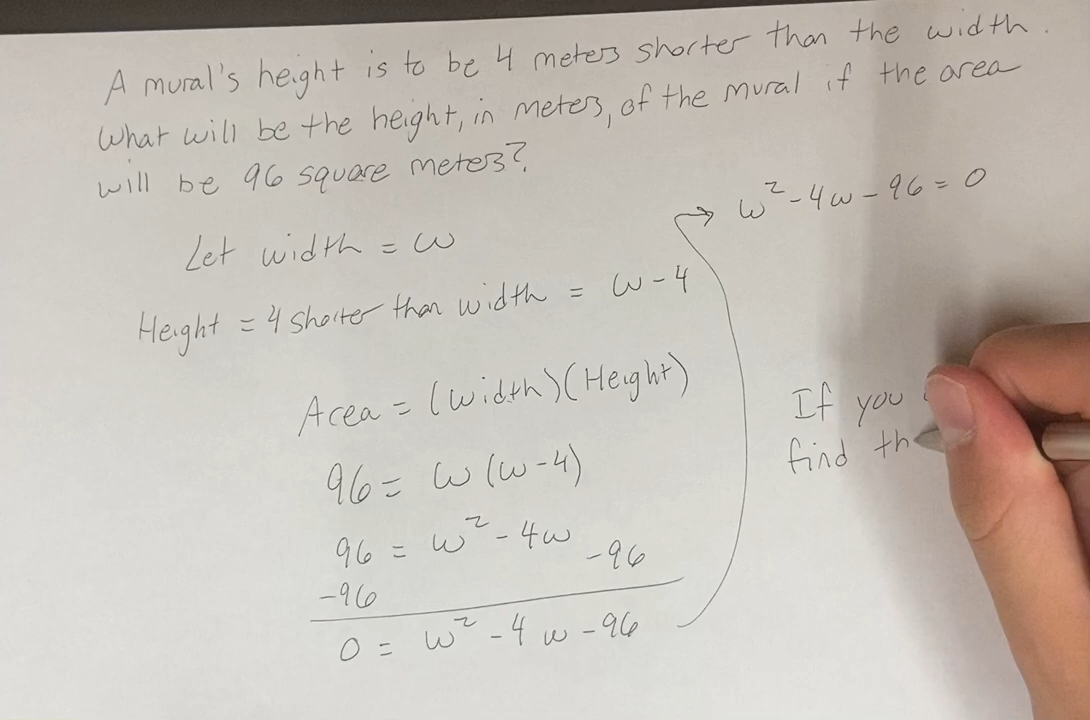 A mural's height is to be 4 meters shorter than the width.
What will be the height, in meters, of the mural if the area
will be 96 square meters?
w² - 4w - 96 = 0
Let width = w
Height = 4 shorter than width = w - 4
Area = (width)(Height)
96 = w (w - 4)
96 = w² - 4w
-96 -96
0 = w² - 4w - 96
If you
find